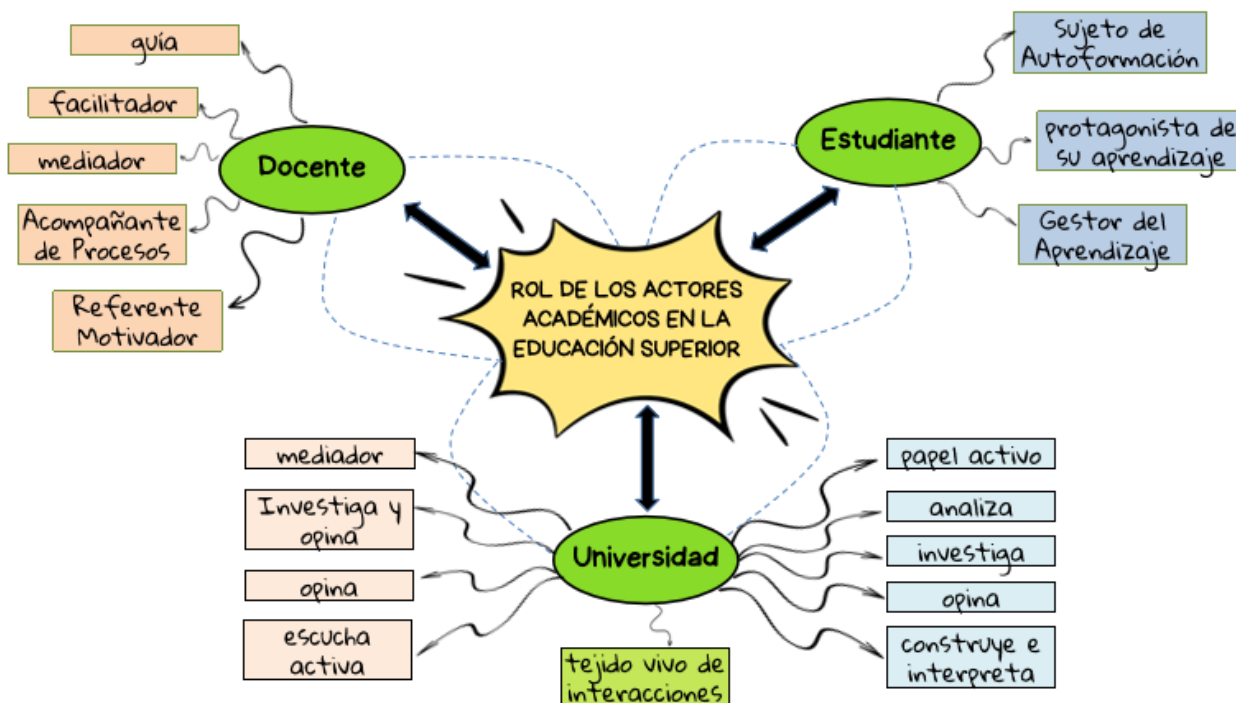 guía
facilitador
mediador
Acompañante
de Procesos
Referente
Motivador
Docente
Estudiante
Sujeto de
Autoformación
protagonista de
su aprendizaje
Gestor del
Aprendizaje
ROL DE LOS ACTORES
ACADÉMICOS EN LA
EDUCACIÓN SUPERIOR
mediador
Investiga y
opina
opina
escucha
activa
Universidad
tejido vivo de
interacciones
papel activo
analiza
investiga
opina
construye e
interpreta